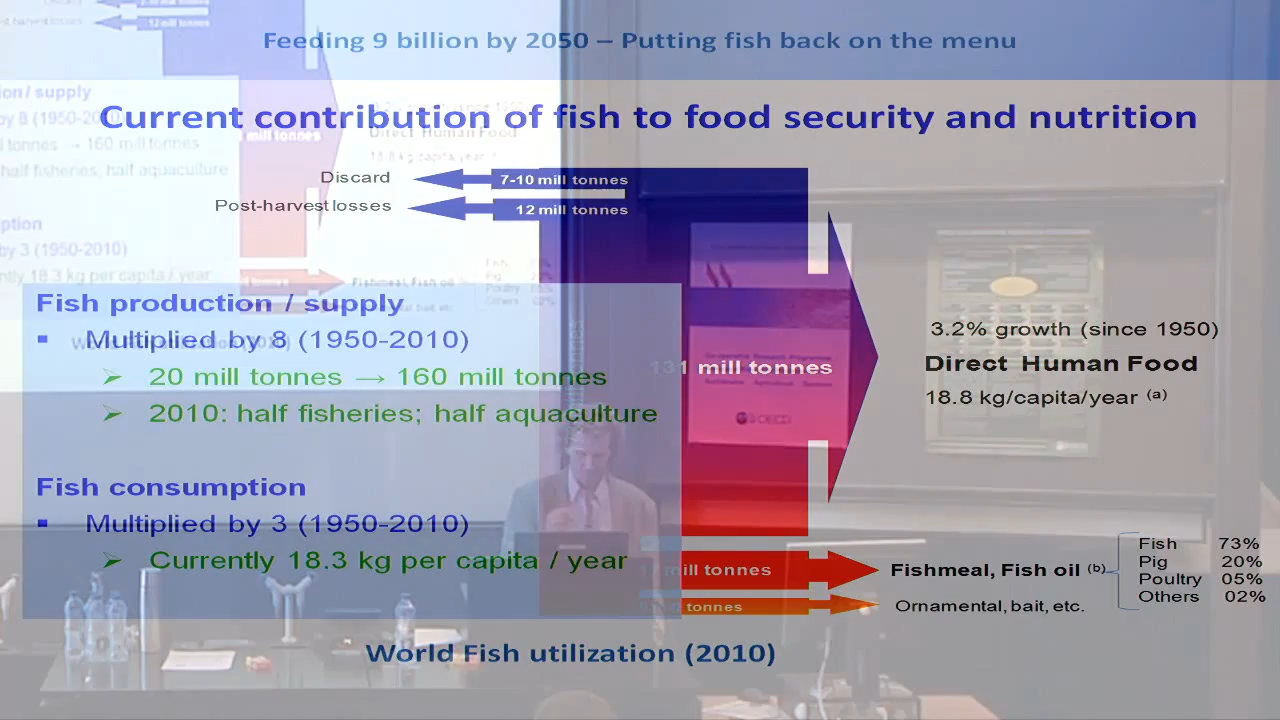 Feeding 9 billion by 2050 – Putting fish back on the menu
Current contribution of fish to food security and nutrition
Discard
7-10 mill tonnes
Post-harvest losses
12 mill tonnes
Fish production / supply
▪ Multiplied by 8 (1950-2010)
➢ 20 mill tonnes → 160 mill tonnes
➢ 2010: half fisheries; half aquaculture
Fish consumption
▪ Multiplied by 3 (1950-2010)
➢ Currently 18.3 kg per capita / year
131 mill tonnes
3.2% growth (since 1950)
Direct Human Food
18.8 kg/capita/year (a)
mill tonnes
Fishmeal, Fish oil (b)
Fish 73%
Pig 20%
Poultry 05%
Others 02%
tonnes
Ornamental, bait, etc.
World Fish utilization (2010)
OECD